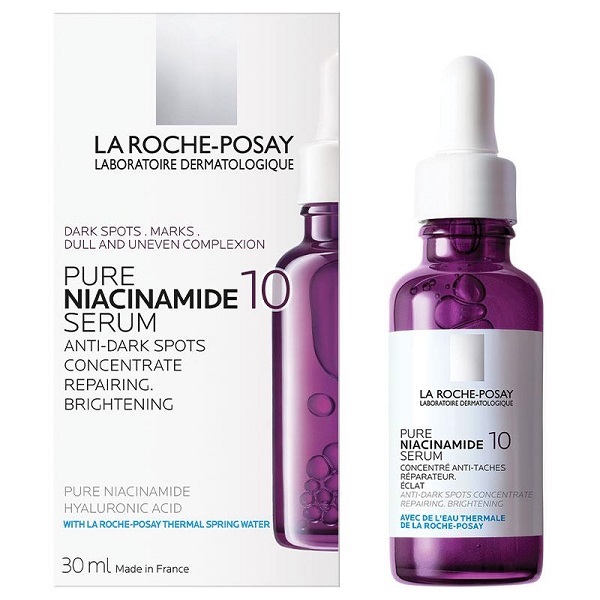 LA ROCHE-POSAY
LABORATOIRE DERMATOLOGIQUE
DARK SPOTS . MARKS .
DULL AND UNEVEN COMPLEXION
PURE
NIACINAMIDE 10
SERUM
ANTI-DARK SPOTS
CONCENTRATE
REPAIRING.
BRIGHTENING
PURE NIACINAMIDE
HYALURONIC ACID
WITH LA ROCHE-POSAY THERMAL SPRING WATER
30 ml Made in France
LA ROCHE-POSAY
LABORATOIRE DERMATOLOGIQUE
PURE
NIACINAMIDE 10
SERUM
CONCENTRÉ ANTI-TACHES
RÉPARATEUR.
ÉCLAT
ANTI-DARK SPOTS CONCENTRATE
REPAIRING. BRIGHTENING
AVEC DE L'EAU THERMALE
DE LA ROCHE-POSAY